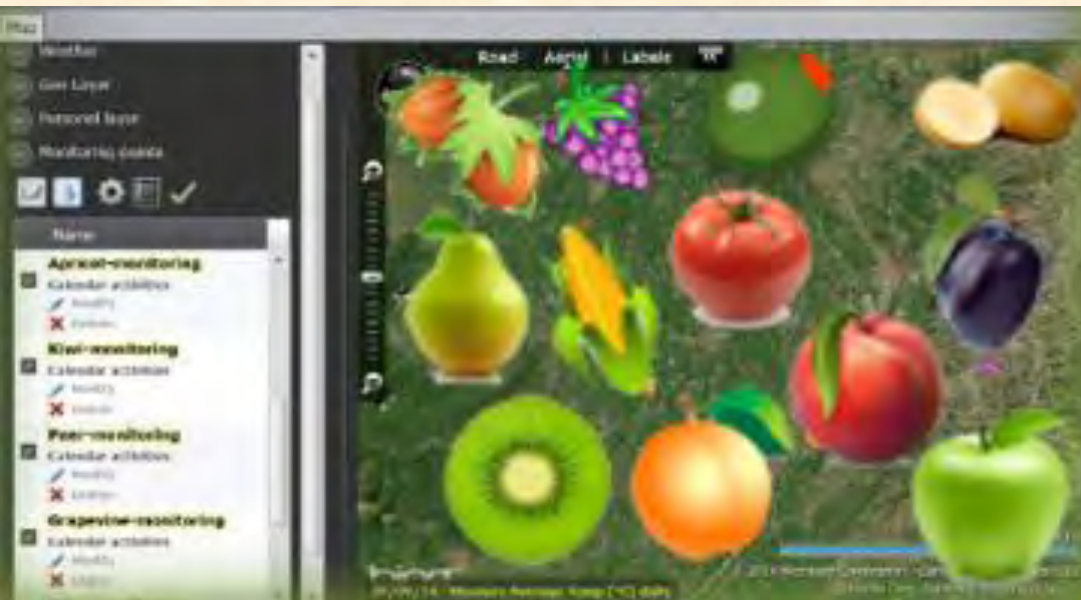 Map
Weather
Geo Layer
Personal layer
Monitoring points
Road Aerial | Labels
Name
Apricot-monitoring
Calendar activities
Modify
Delete
Kiwi-monitoring
Calendar activities
Modify
Delete
Pear-monitoring
Calendar activities
Modify
Delete
Grapevine-monitoring
Calendar activities
Modify
Delete